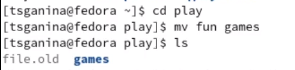 [tsganina@fedora ~]$ cd play
[tsganina@fedora play]$ mv fun games
[tsganina@fedora play]$ ls
file.old  games